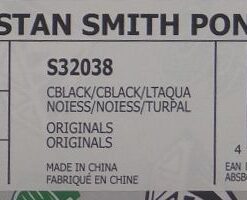 STAN SMITH PON
S32038
CBLACK/CBLACK/LTAQUA
NOIESS/NOIESS/TURPAL
ORIGINALS
ORIGINALS
MADE IN CHINA
FABRIQUÉ EN CHINE
4
EAN
ABSB